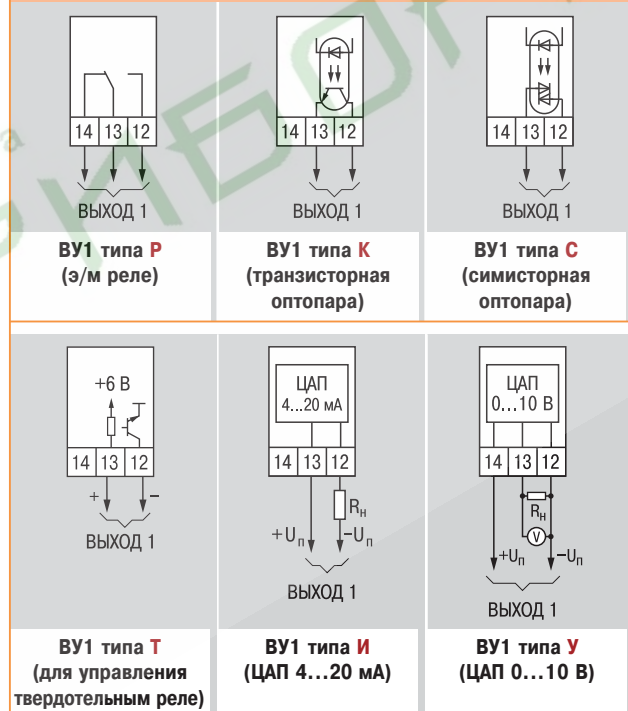 14 13 12
ВЫХОД 1
ВУ1 типа Р
(э/м реле)
14 13 12
ВЫХОД 1
ВУ1 типа К
(транзисторная
оптопара)
14 13 12
ВЫХОД 1
ВУ1 типа С
(симисторная
оптопара)
+6 В
14 13 12
+ –
ВЫХОД 1
ВУ1 типа Т
(для управления
твердотельным реле)
ЦАП
4...20 мА
14 13 12
Rн
+Uп –Uп
ВЫХОД 1
ВУ1 типа И
(ЦАП 4...20 мА)
ЦАП
0...10 В
14 13 12
Rн
V
+Uп –Uп
ВЫХОД 1
ВУ1 типа У
(ЦАП 0...10 В)